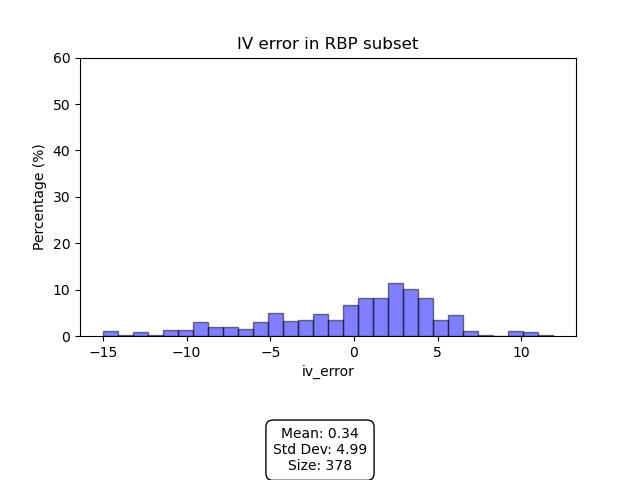 IV error in RBP subset
60
50
40
30
20
10
0
Percentage (%)
−15
−10
−5
0
5
10
iv_error
Mean: 0.34
Std Dev: 4.99
Size: 378